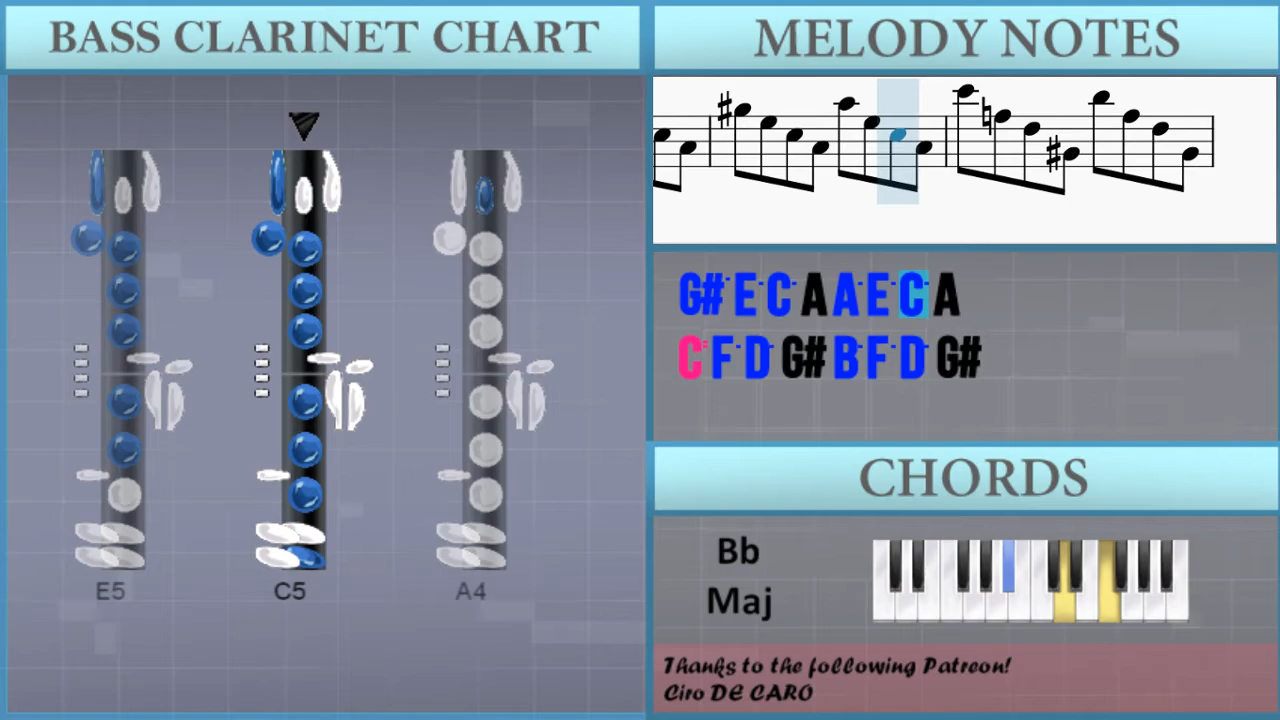 BASS CLARINET CHART
E5 C5 A4
MELODY NOTES
G# E C A A E C A
C F D G# B F D G#
CHORDS
Bb
Maj
Thanks to the following Patreon!
Ciro DE CARO